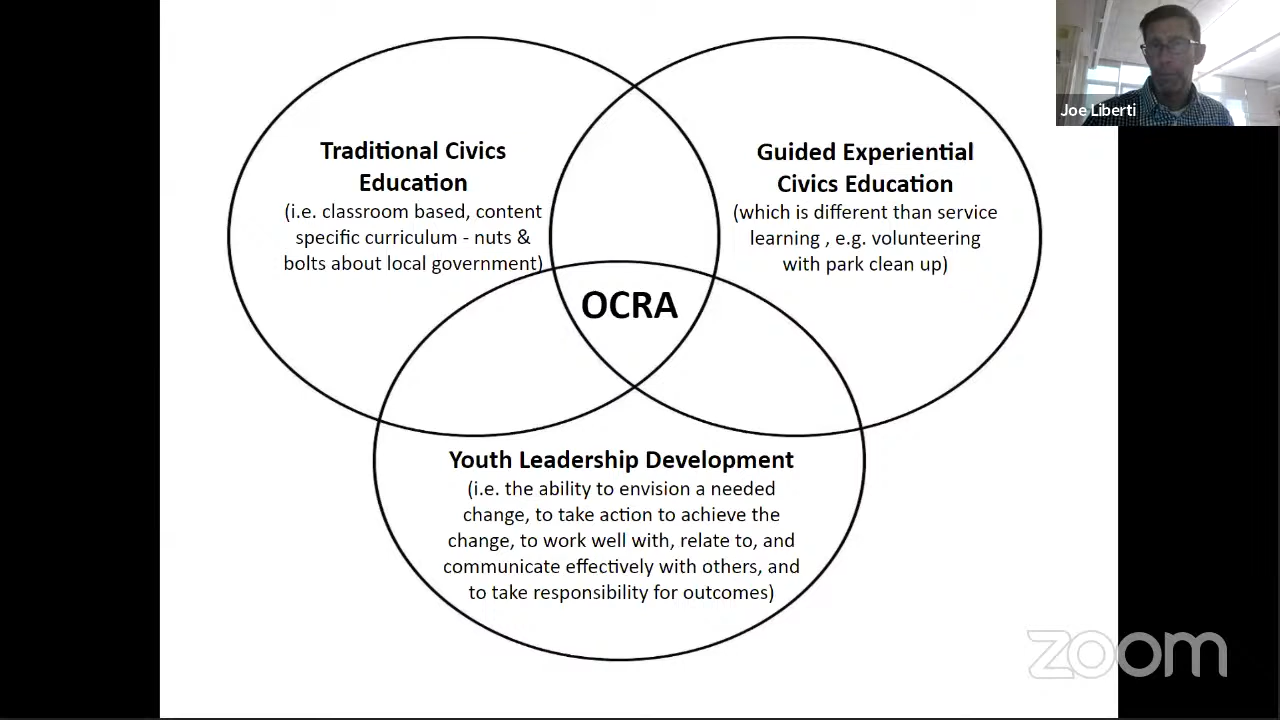 Traditional Civics
Education
(i.e. classroom based, content
specific curriculum - nuts &
bolts about local government)
Guided Experiential
Civics Education
(which is different than service
learning , e.g. volunteering
with park clean up)
OCRA
Youth Leadership Development
(i.e. the ability to envision a needed
change, to take action to achieve the
change, to work well with, relate to, and
communicate effectively with others, and
to take responsibility for outcomes)
Joe Liberti
zoom